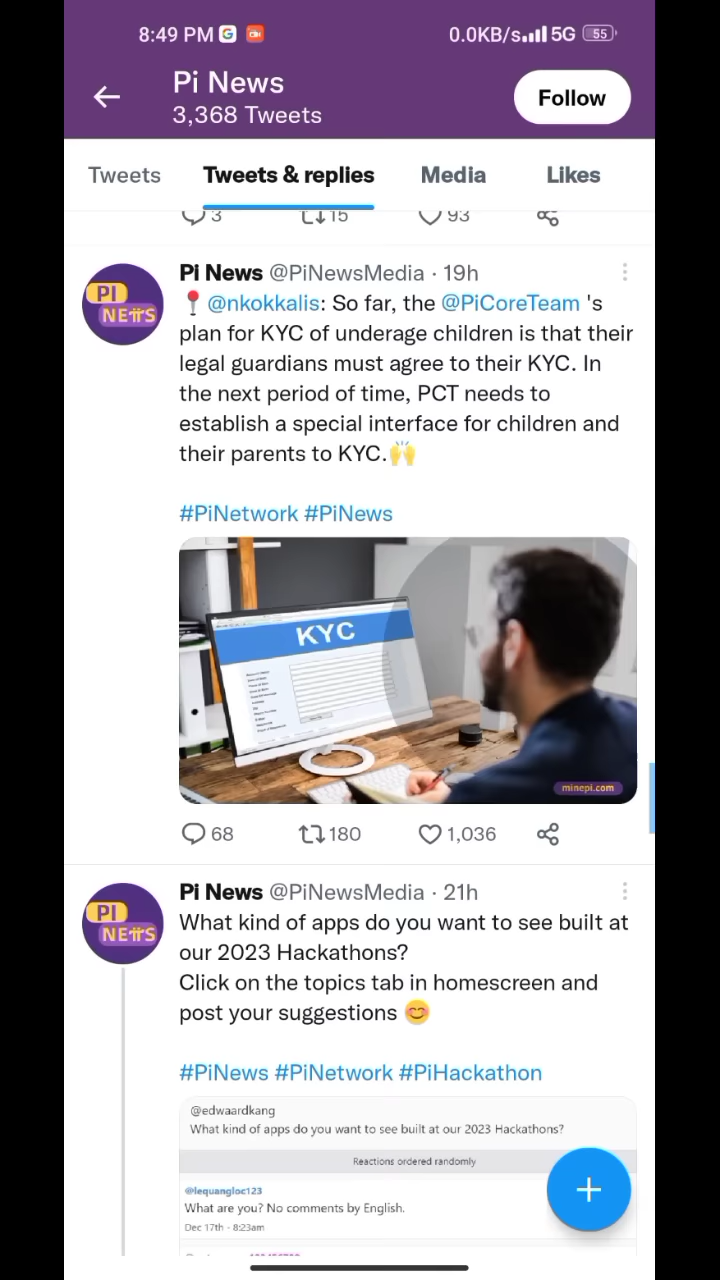 8:49 PM
0.0KB/s 5G 55
Pi News
3,368 Tweets
Follow
Tweets
Tweets & replies
Media
Likes
3
15
93
PI
NEWS
Pi News @PiNewsMedia · 19h
📍@nkokkalis: So far, the @PiCoreTeam 's
plan for KYC of underage children is that their
legal guardians must agree to their KYC. In
the next period of time, PCT needs to
establish a special interface for children and
their parents to KYC.🙌
#PiNetwork #PiNews
KYC
minepi.com
68
180
1,036
PI
NEWS
Pi News @PiNewsMedia · 21h
What kind of apps do you want to see built at
our 2023 Hackathons?
Click on the topics tab in homescreen and
post your suggestions 😊
#PiNews #PiNetwork #PiHackathon
@edwaardkang
What kind of apps do you want to see built at our 2023 Hackathons?
Reactions ordered randomly
@lequangloc123
What are you? No comments by English.
Dec 17th - 8:23am